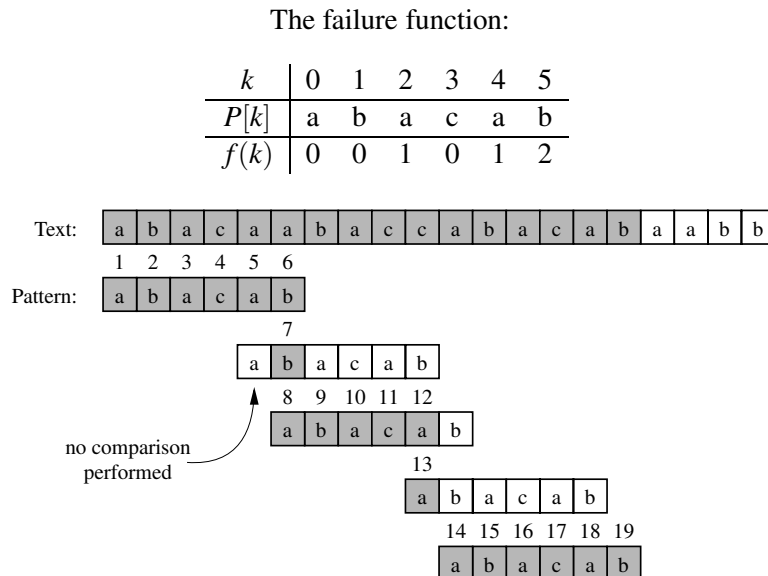 The failure function:
k 0 1 2 3 4 5
P[k] a b a c a b
f(k) 0 0 1 0 1 2
Text: a b a c a a b a c c a b a c a b a a b b
1 2 3 4 5 6
Pattern: a b a c a b
7
a b a c a b
8 9 10 11 12
a b a c a b
no comparison
performed
13
a b a c a b
14 15 16 17 18 19
a b a c a b